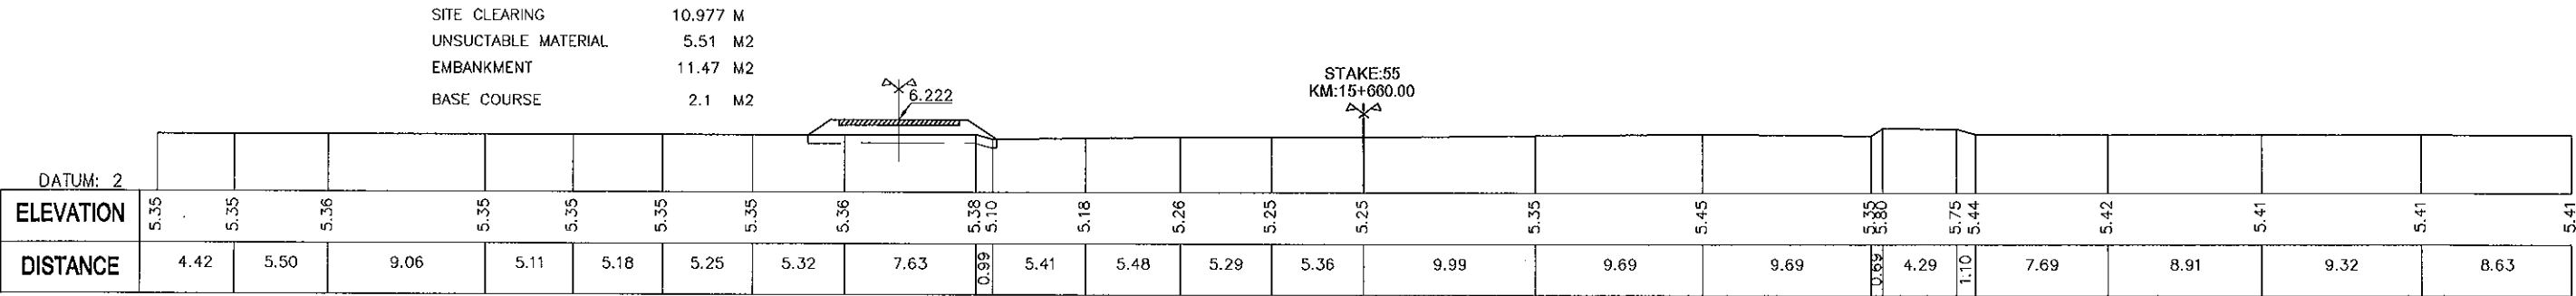 SITE CLEARING 10.977 M
UNSUCTABLE MATERIAL 5.51 M2
EMBANKMENT 11.47 M2
BASE COURSE 2.1 M2
6.222
STAKE:55
KM:15+660.00
DATUM: 2
ELEVATION 5.35 5.35 5.36 5.35 5.35 5.35 5.35 5.36 5.38 5.10 5.18 5.26 5.25 5.25 5.35 5.45 5.35 5.80 5.75 5.44 5.42 5.41 5.41 5.41
DISTANCE 4.42 5.50 9.06 5.11 5.18 5.25 5.32 7.63 0.99 5.41 5.48 5.29 5.36 9.99 9.69 9.69 0.69 4.29 1.10 7.69 8.91 9.32 8.63